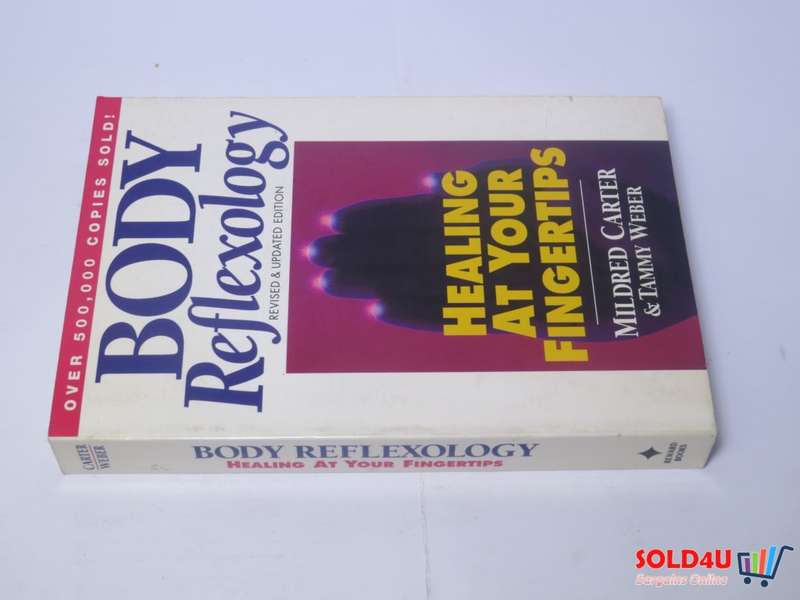 OVER 500,000 COPIES SOLD!
BODY
Reflexology
REVISED & UPDATED EDITION
HEALING
AT YOUR
FINGERTIPS
MILDRED CARTER
& TAMMY WEBER
CARTER
WEBER
BODY REFLEXOLOGY
HEALING AT YOUR FINGERTIPS
REWARD
BOOKS
SOLD4U
Bargains Online